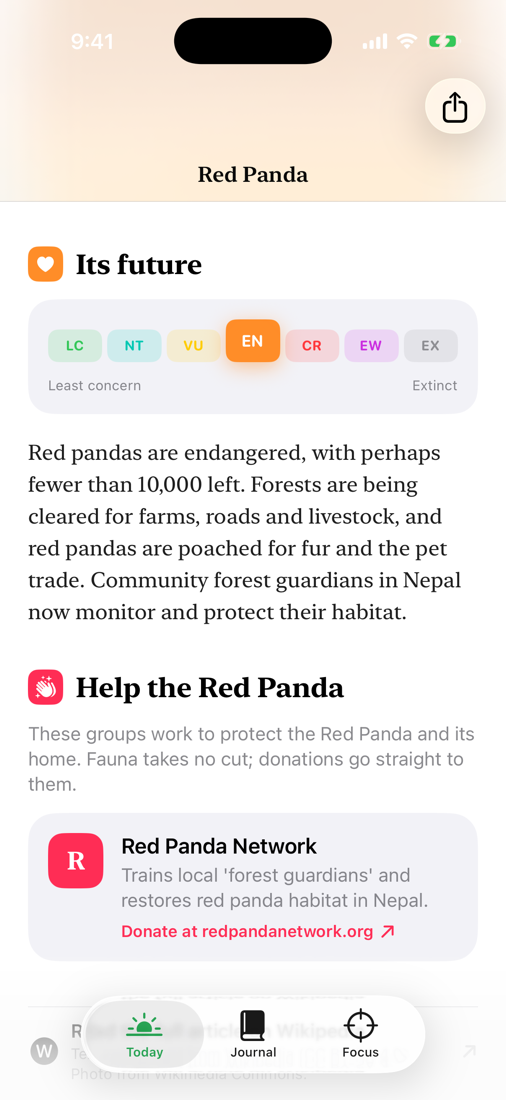 9:41
Red Panda
Its future
LC NT VU EN CR EW EX
Least concern Extinct
Red pandas are endangered, with perhaps
fewer than 10,000 left. Forests are being
cleared for farms, roads and livestock, and
red pandas are poached for fur and the pet
trade. Community forest guardians in Nepal
now monitor and protect their habitat.
Help the Red Panda
These groups work to protect the Red Panda and its
home. Fauna takes no cut; donations go straight to
them.
R
Red Panda Network
Trains local 'forest guardians' and
restores red panda habitat in Nepal.
Donate at redpandanetwork.org
W
Photo from Wikimedia Commons.
Today Journal Focus